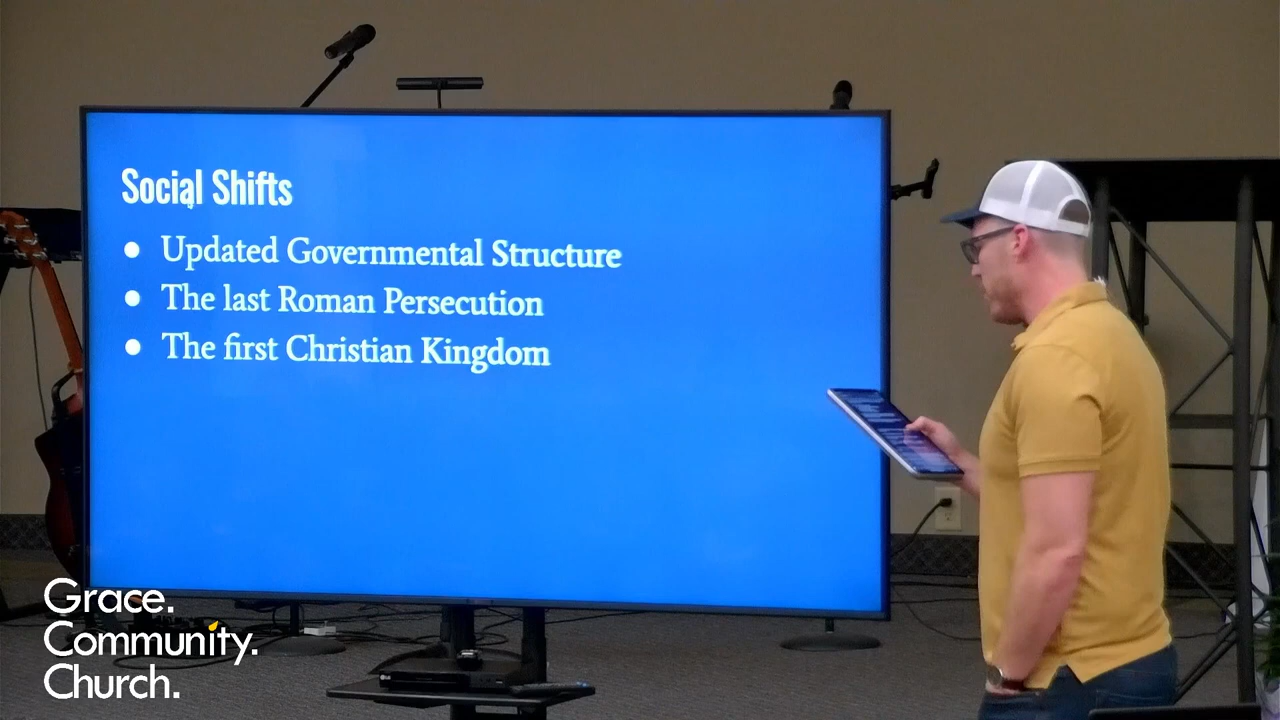 Social Shifts
Updated Governmental Structure
The last Roman Persecution
The first Christian Kingdom
Grace.
Community.
Church.